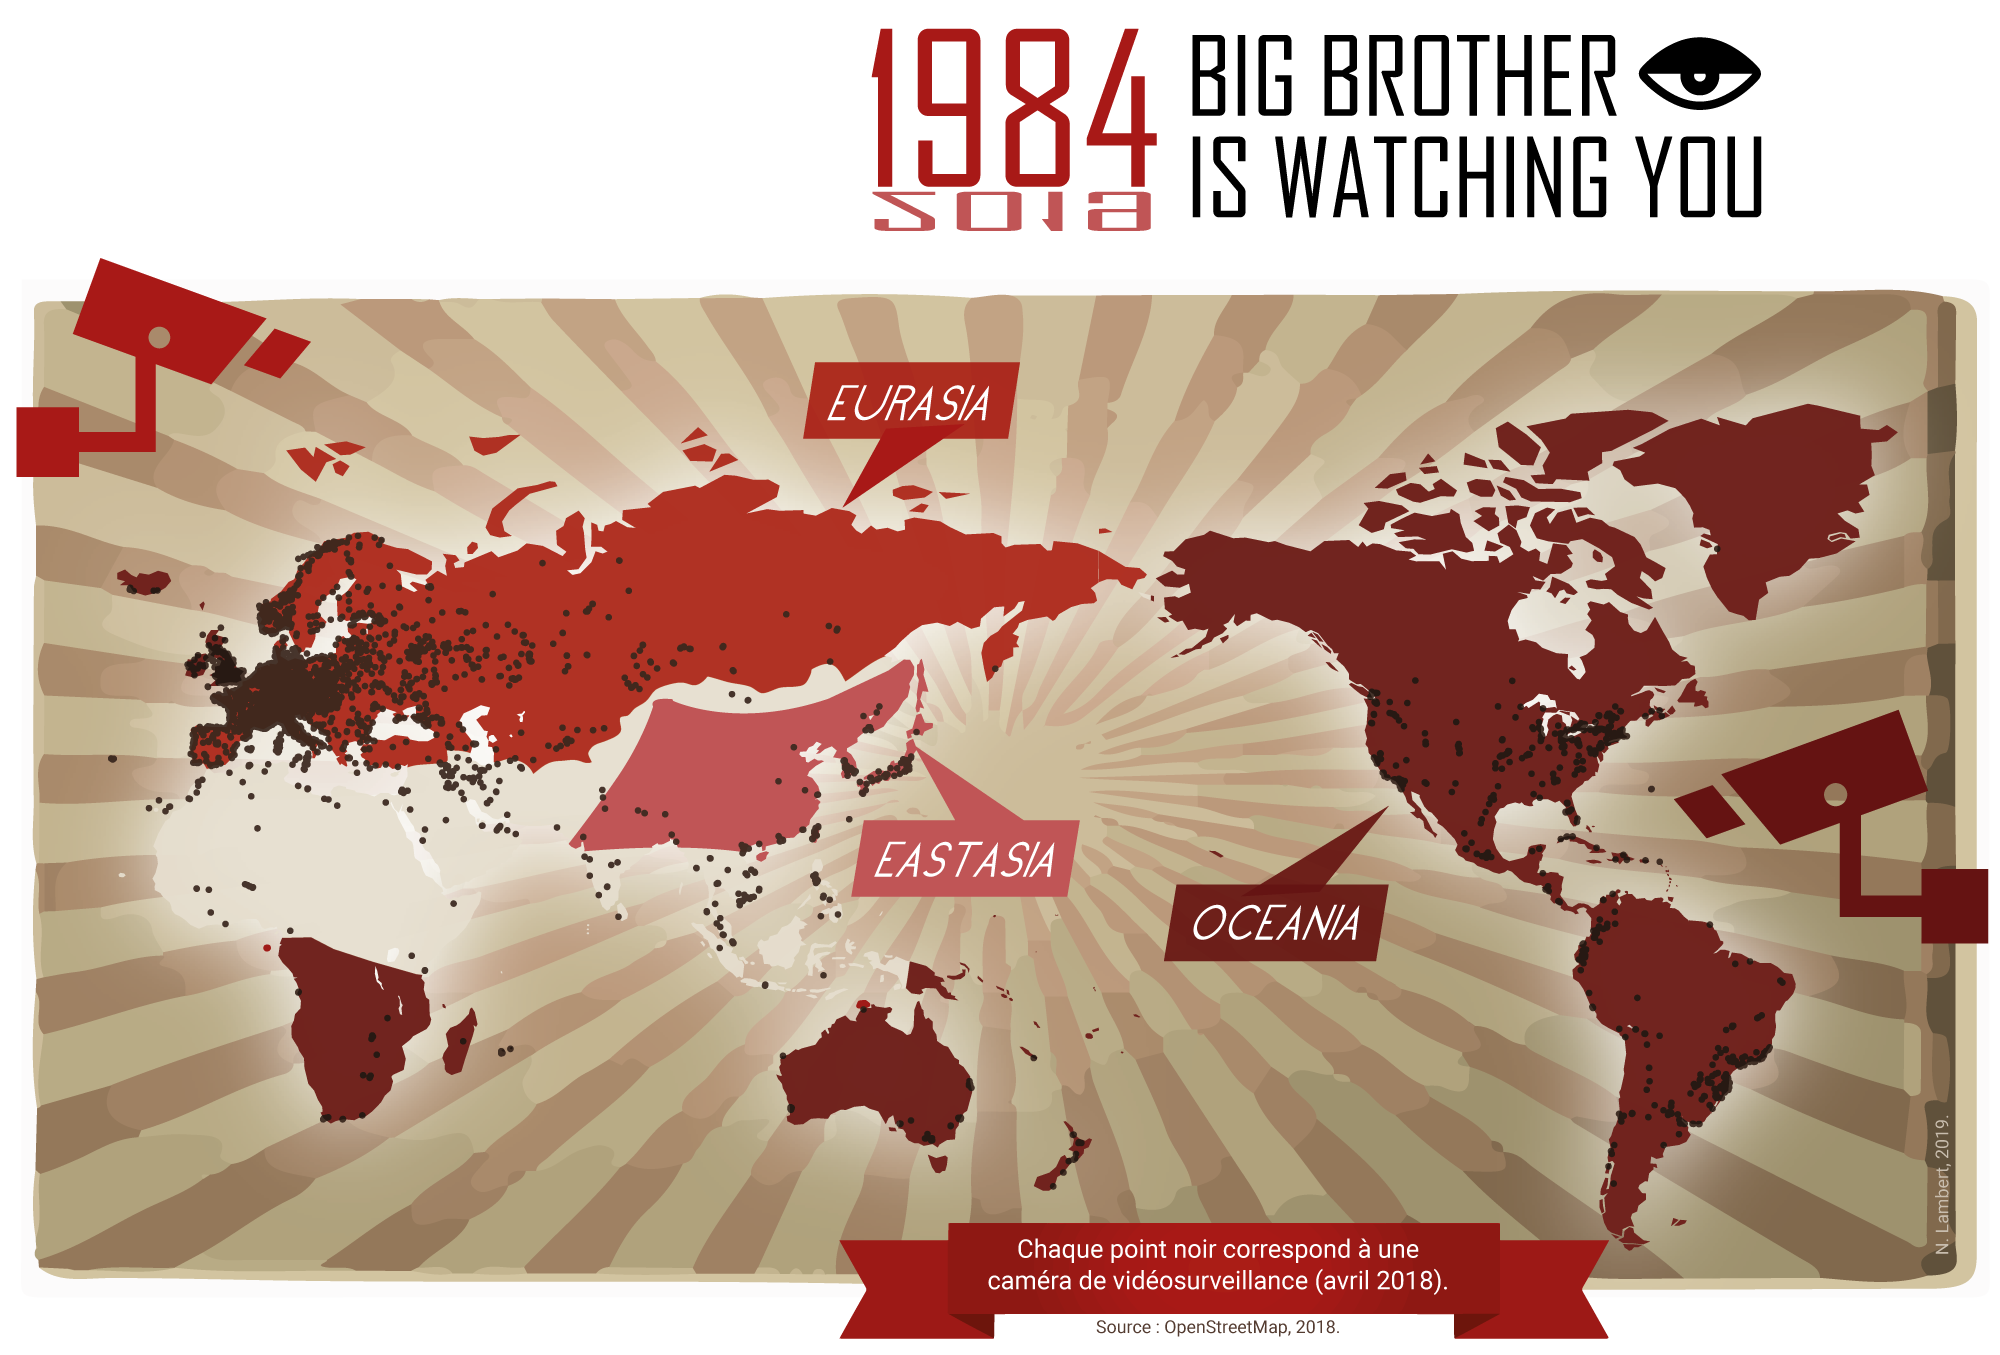 1984
2018
BIG BROTHER
IS WATCHING YOU
EURASIA
EASTASIA
OCEANIA
Chaque point noir correspond à une
caméra de vidéosurveillance (avril 2018).
Source : OpenStreetMap, 2018.
N. Lambert, 2019.